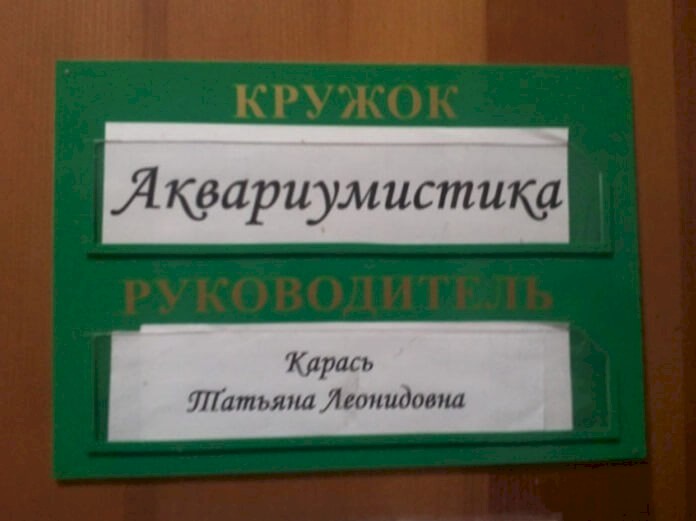 КРУЖОК
Аквариумистика
РУКОВОДИТЕЛЬ
Карась
Татьяна Леонидовна